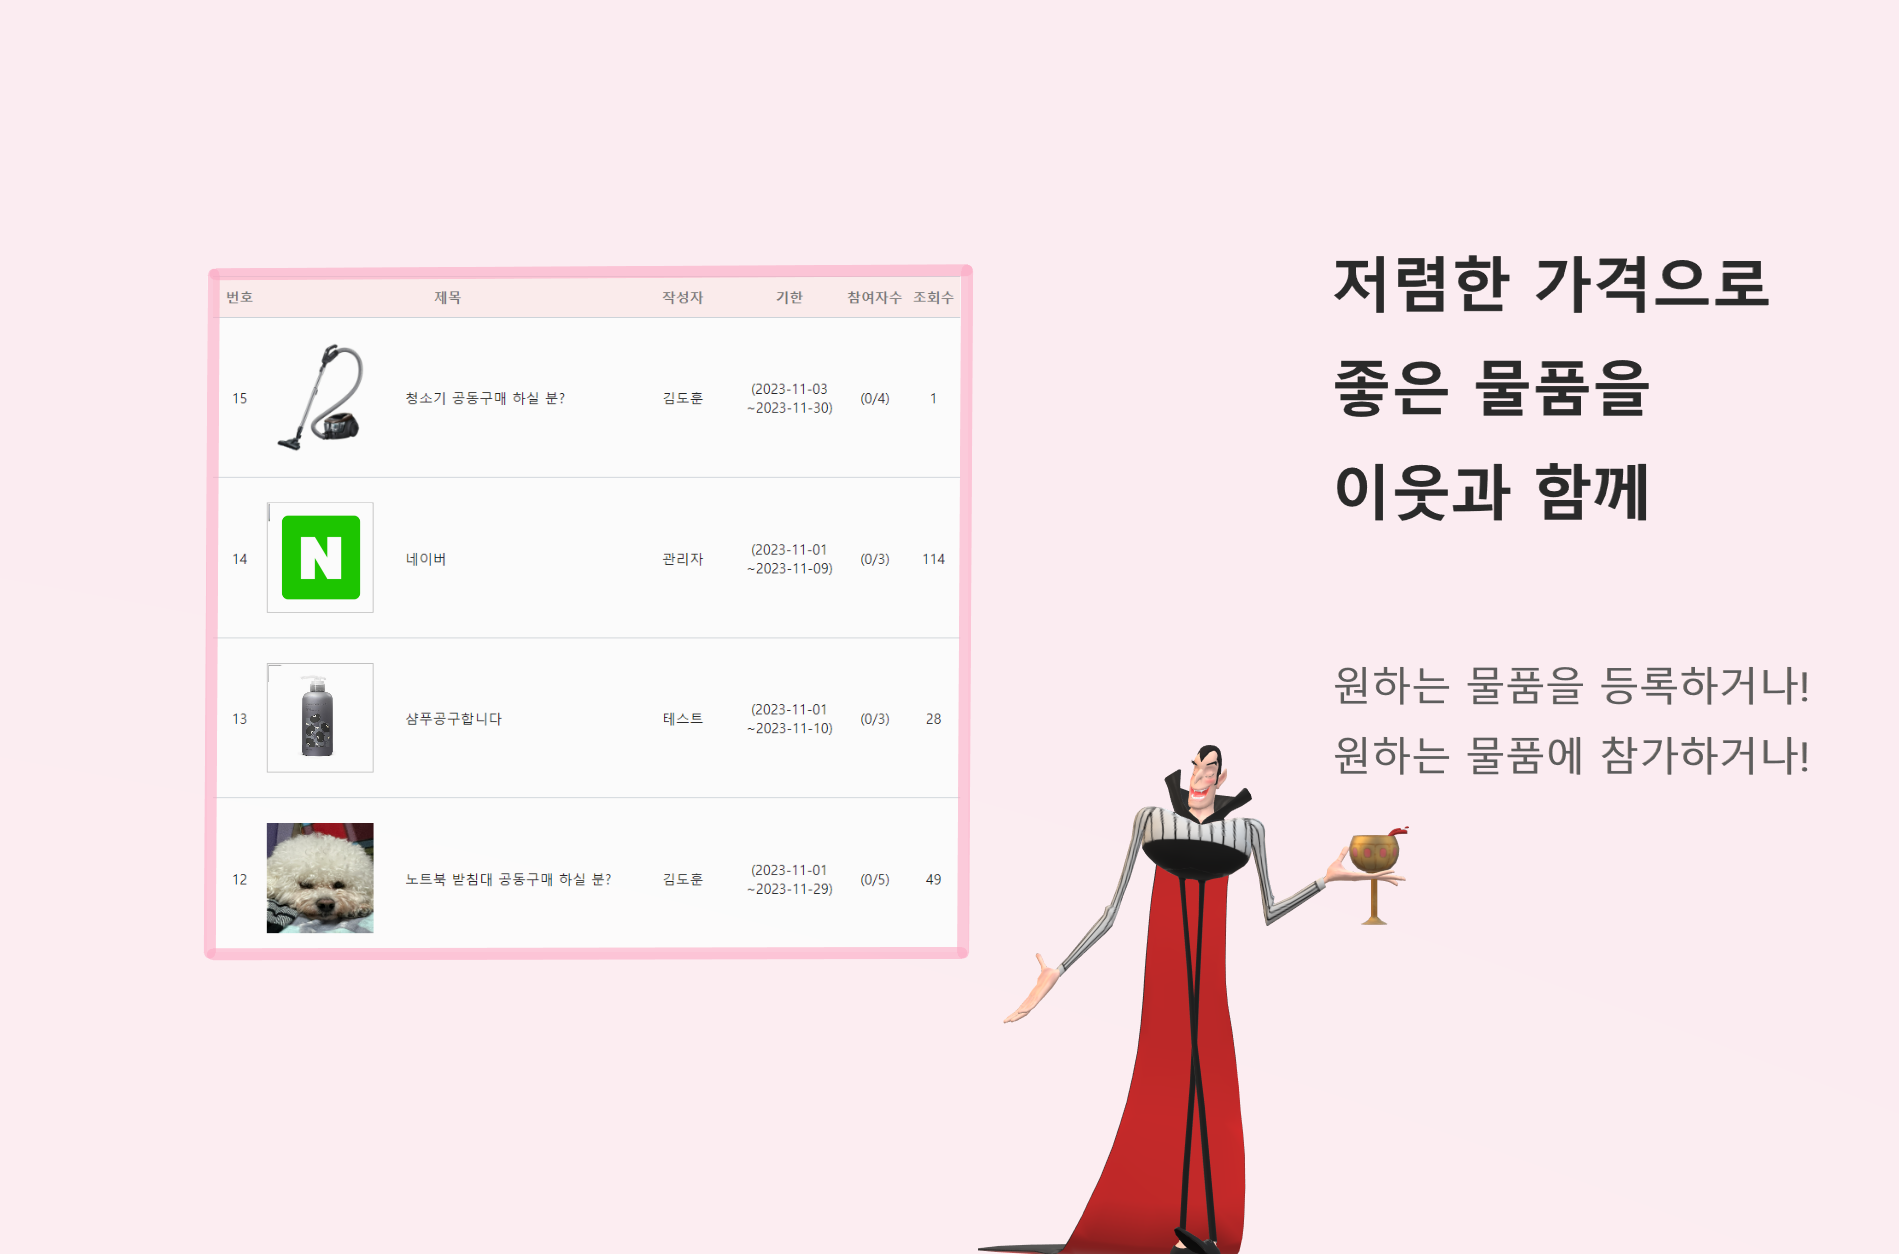 번호 제목 작성자 기한 참여자수 조회수
15 청소기 공동구매 하실 분? 김도훈 (2023-11-03 ~2023-11-30) (0/4) 1
N
14 네이버 관리자 (2023-11-01 ~2023-11-09) (0/3) 114
13 샴푸공구합니다 테스트 (2023-11-01 ~2023-11-10) (0/3) 28
12 노트북 받침대 공동구매 하실 분? 김도훈 (2023-11-01 ~2023-11-29) (0/5) 49
저렴한 가격으로
좋은 물품을
이웃과 함께
원하는 물품을 등록하거나!
원하는 물품에 참가하거나!